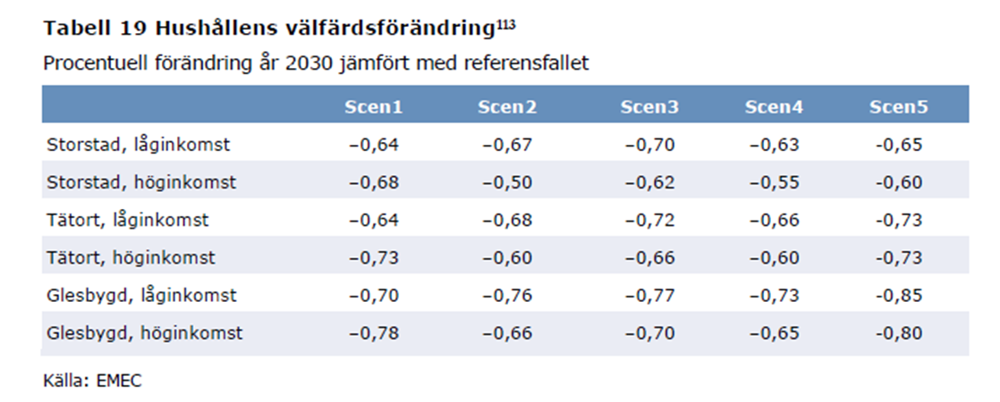 Tabell 19 Hushållens välfärdsförändring¹¹³
Procentuell förändring år 2030 jämfört med referensfallet
Scen1 Scen2 Scen3 Scen4 Scen5
Storstad, låginkomst –0,64 –0,67 –0,70 –0,63 -0,65
Storstad, höginkomst –0,68 –0,50 –0,62 –0,55 -0,60
Tätort, låginkomst –0,64 –0,68 –0,72 –0,66 -0,73
Tätort, höginkomst –0,73 –0,60 –0,66 –0,60 -0,73
Glesbygd, låginkomst –0,70 –0,76 –0,77 –0,73 -0,85
Glesbygd, höginkomst –0,78 –0,66 –0,70 –0,65 -0,80
Källa: EMEC